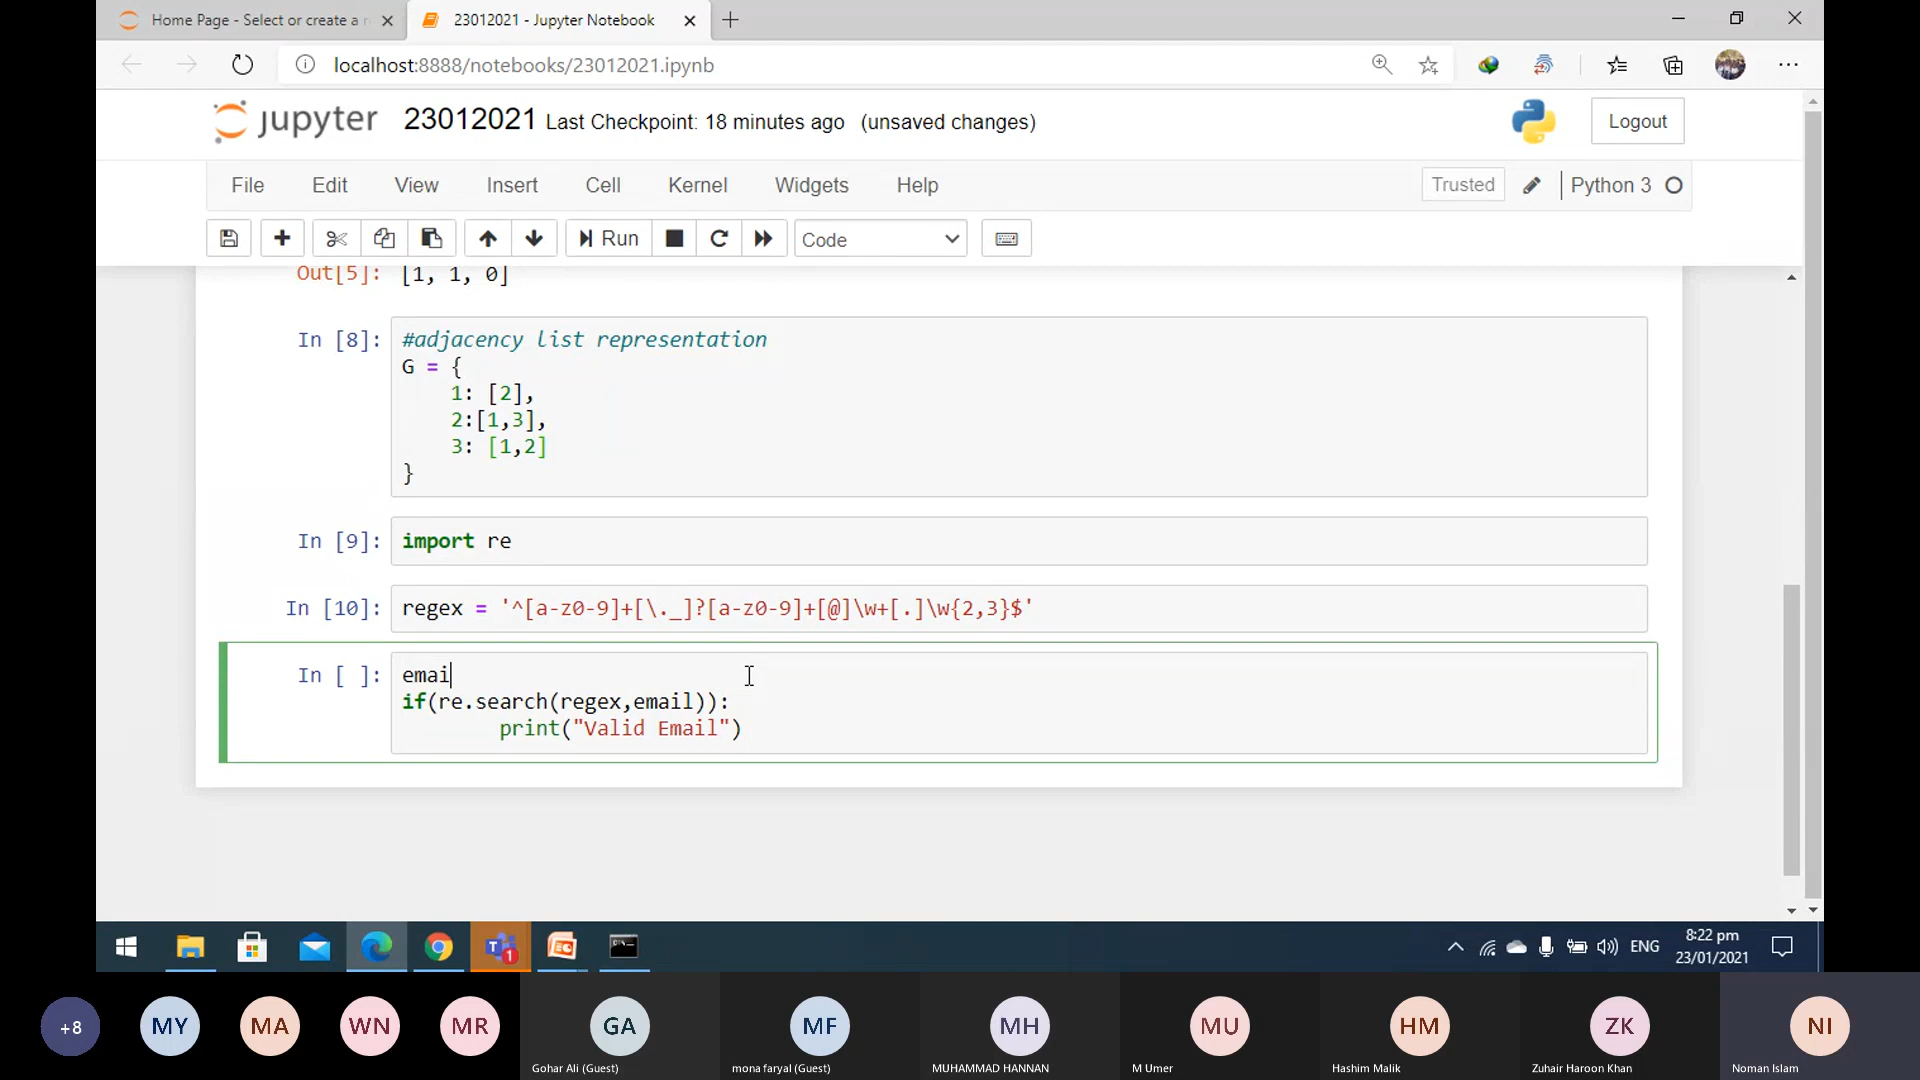 Home Page - Select or create a n
23012021 - Jupyter Notebook
localhost:8888/notebooks/23012021.ipynb
jupyter 23012021 Last Checkpoint: 18 minutes ago (unsaved changes)
Logout
File Edit View Insert Cell Kernel Widgets Help
Trusted
Python 3
Run
Code
Out[5]: [1, 1, 0]
In [8]: #adjacency list representation
G = {
1: [2],
2:[1,3],
3: [1,2]
}
In [9]: import re
In [10]: regex = '^[a-z0-9]+[\._]?[a-z0-9]+[@]\w+[.]\w{2,3}$'
In [ ]: emai
if(re.search(regex,email)):
print("Valid Email")
1
ENG
8:22 pm
23/01/2021
+8
MY
MA
WN
MR
GA
MF
MH
MU
HM
ZK
NI
Gohar Ali (Guest)
mona faryal (Guest)
MUHAMMAD HANNAN
M Umer
Hashim Malik
Zuhair Haroon Khan
Noman Islam